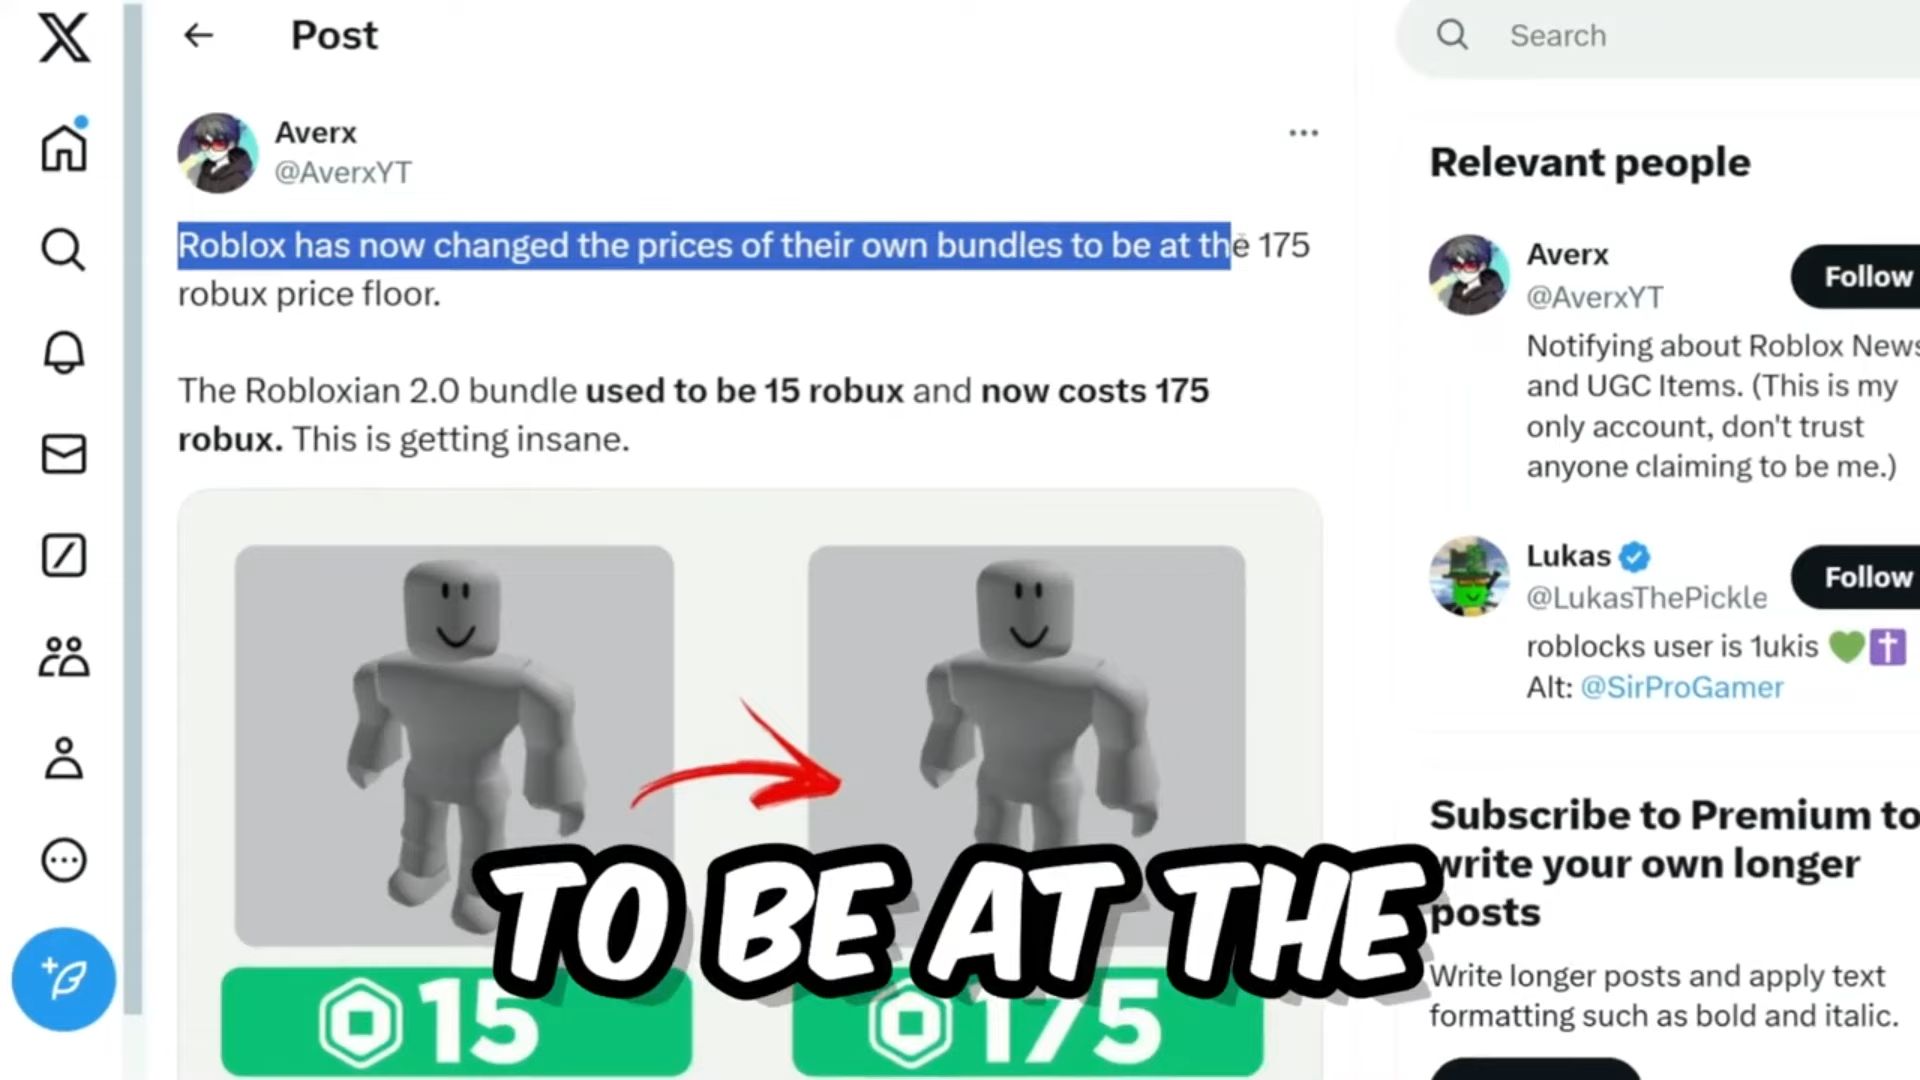 Post
Averx
@AverxYT
Roblox has now changed the prices of their own bundles to be at the 175
robux price floor.
The Robloxian 2.0 bundle used to be 15 robux and now costs 175
robux. This is getting insane.
15
175
TO BE AT THE
Search
Relevant people
Averx
@AverxYT
Follow
Notifying about Roblox News
and UGC Items. (This is my
only account, don't trust
anyone claiming to be me.)
Lukas
@LukasThePickle
Follow
roblocks user is 1ukis 💚✝️
Alt: @SirProGamer
Subscribe to Premium to
write your own longer
posts
Write longer posts and apply text
formatting such as bold and italic.